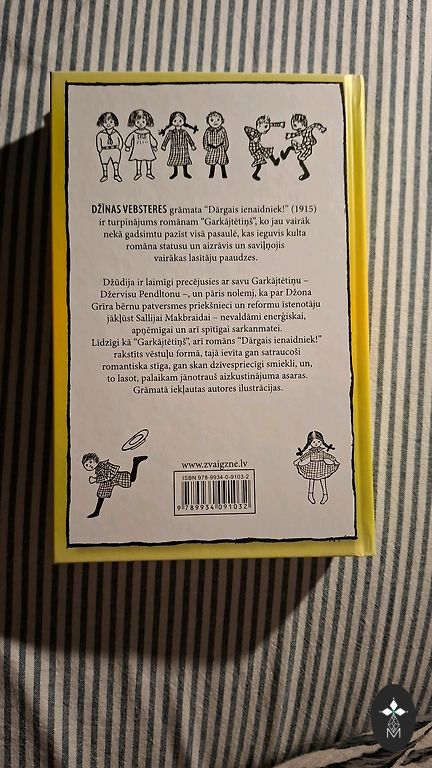 DŽĪNAS VEBSTERES grāmata “Dārgais ienaidniek!” (1915)
ir turpinājums romānam “Garkājtētiņš”, ko jau vairāk
nekā gadsimtu pazīst visā pasaulē, kas ieguvis kulta
romāna statusu un aizrāvis un saviļņojis
vairākas lasītāju paaudzes.
Džūdija ir laimīgi precējusies ar savu Garkājtētiņu –
Džervisu Pendltonu –, un pāris nolemj, ka par Džona
Grīra bērnu patversmes priekšnieci un reformu īstenotāju
jākļūst Sallijai Makbraidai – nevaldāmi enerģiskai,
apņēmīgai un arī spītīgai sarkanmatei.
Līdzīgi kā “Garkājtētiņš”, arī romāns “Dārgais ienaidniek!”
rakstīts vēstuļu formā, tajā ievīta gan satraucoši
romantiska stīga, gan skan dzīvespriecīgi smiekli, un,
to lasot, palaikam jānotrauš aizkustinājuma asaras.
Grāmatā iekļautas autores ilustrācijas.
www.zvaigzne.lv
ISBN 978-9934-0-9103-2
9 789934 091032
M